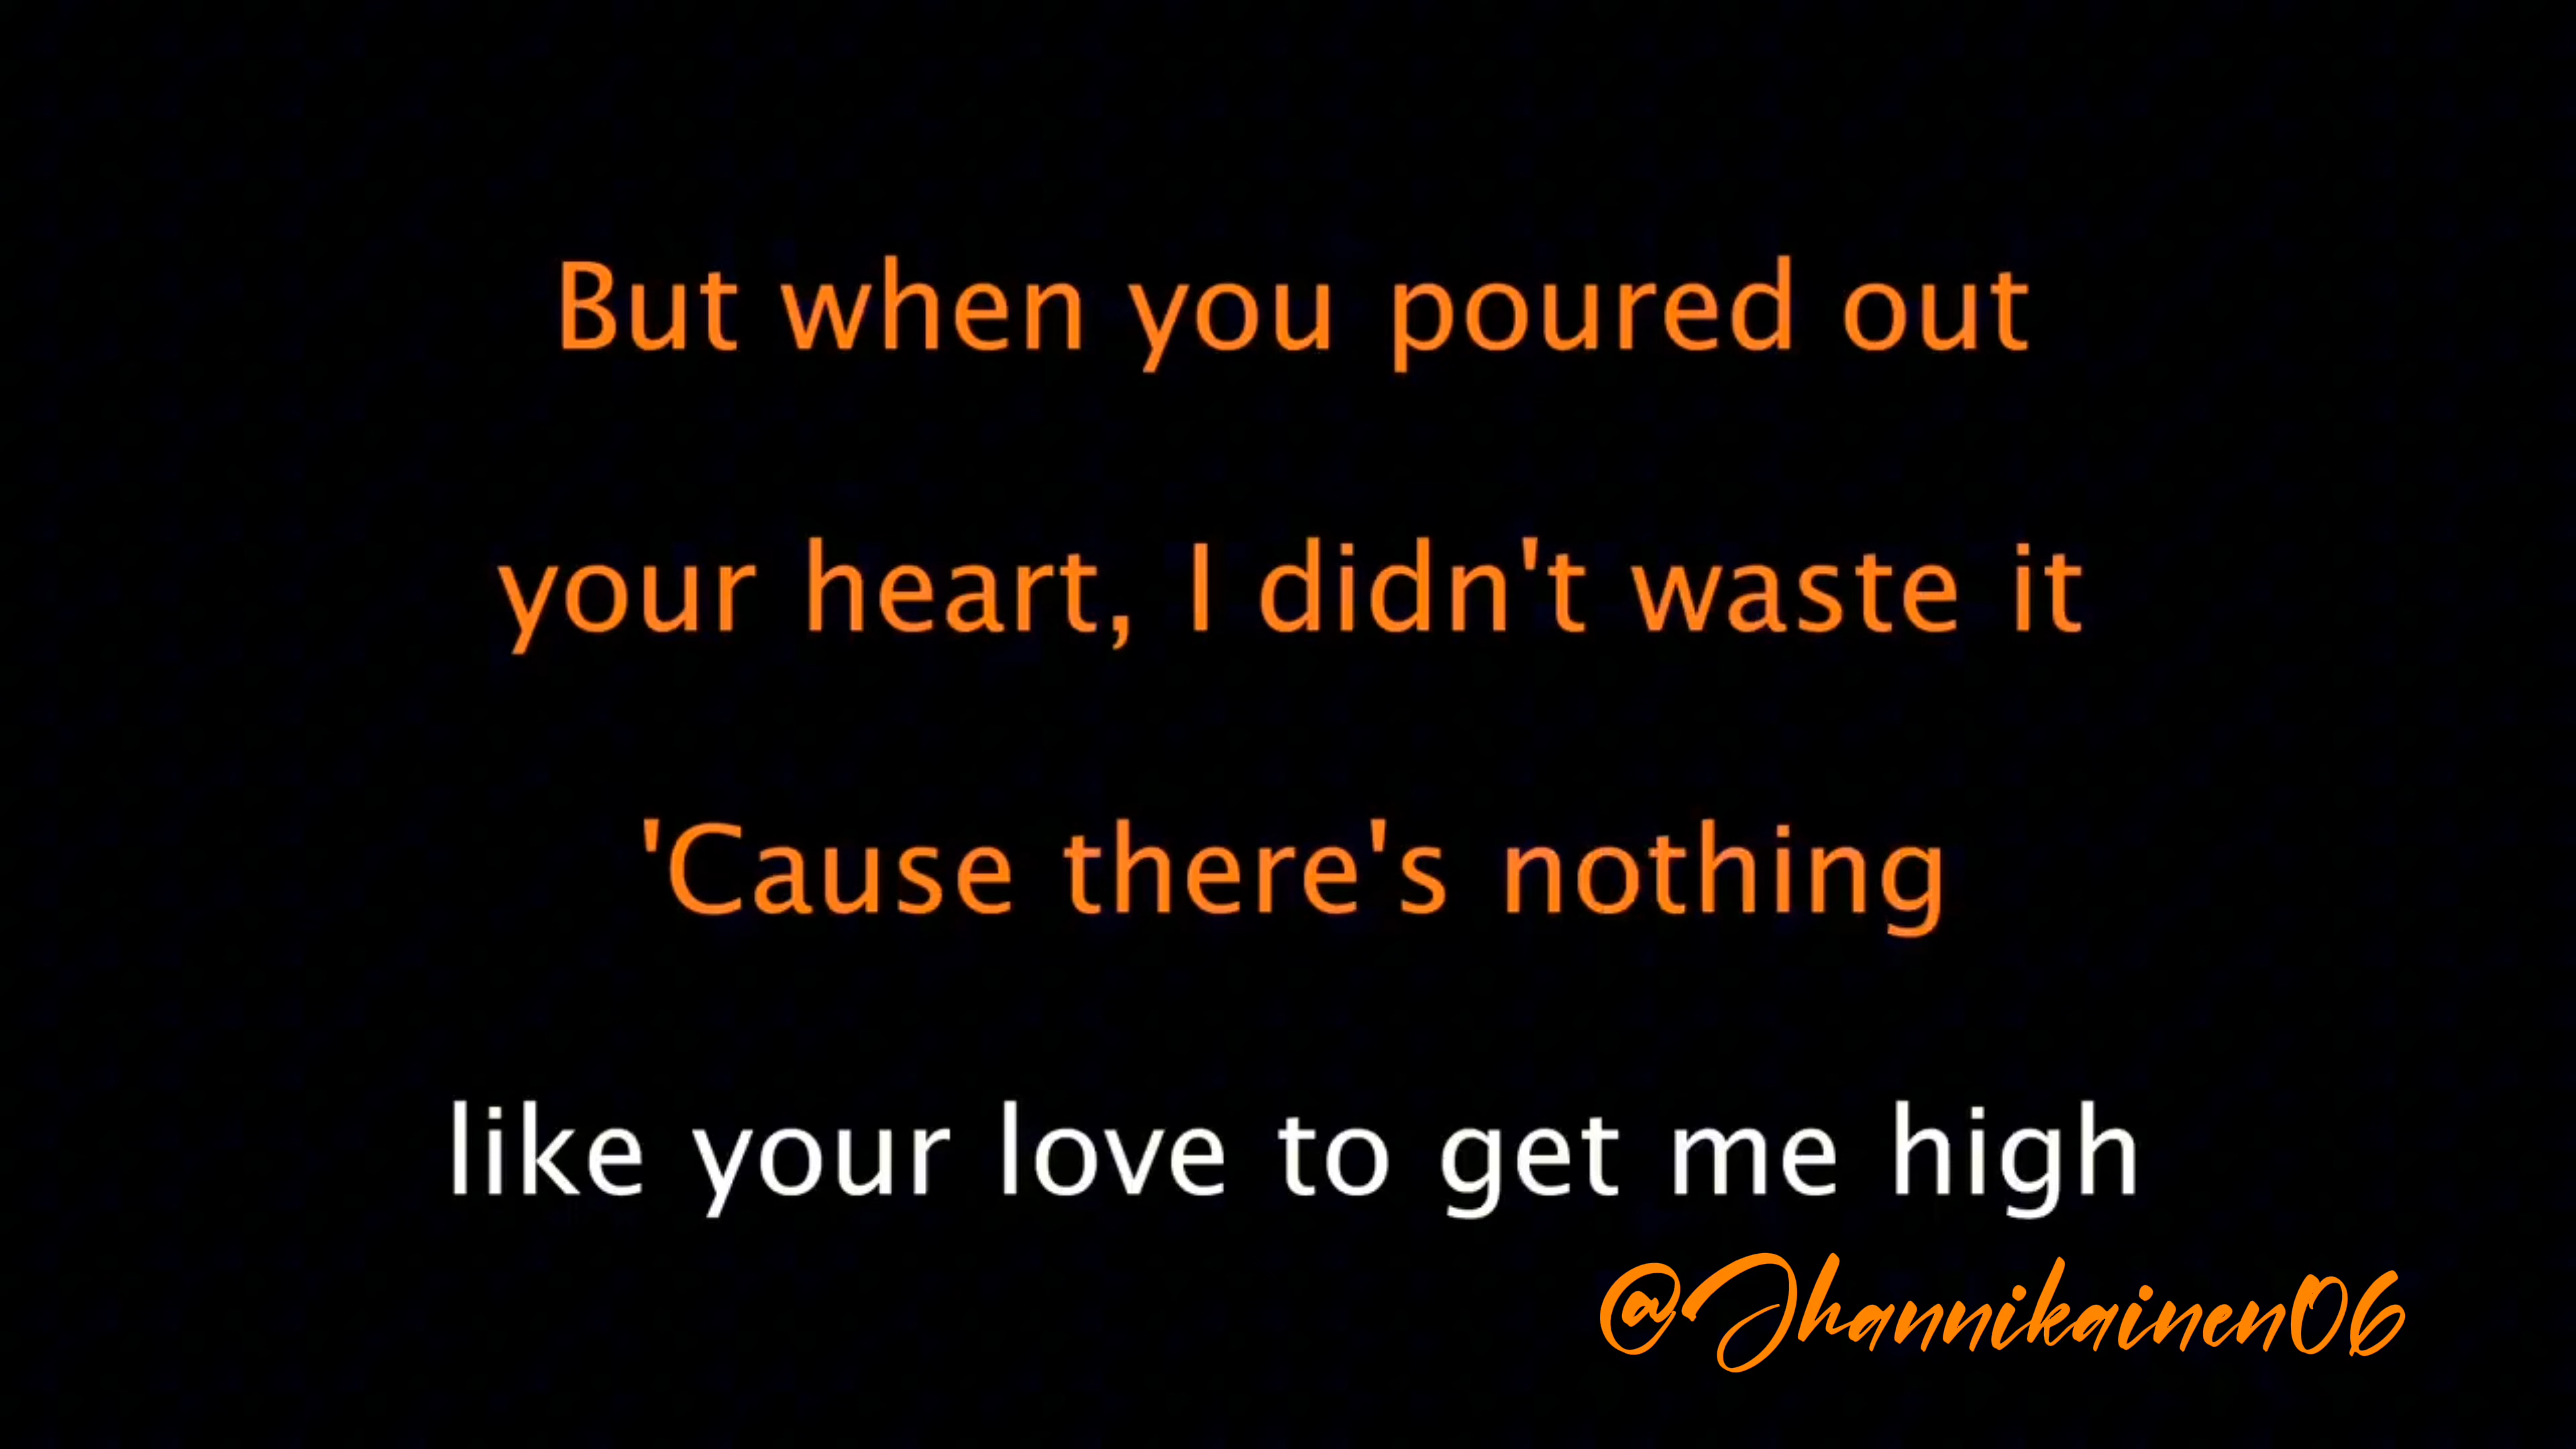 But when you poured out
your heart, I didn't waste it
'Cause there's nothing
like your love to get me high
@Jhannikainen06